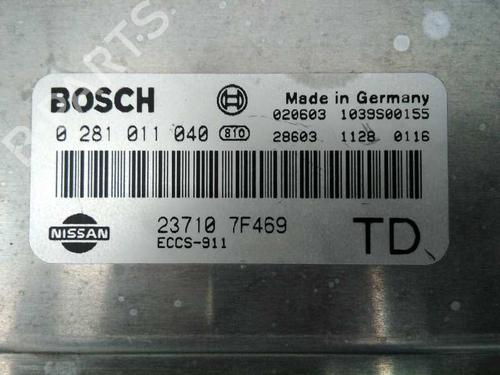 PARTS
BOSCH
Made in Germany
020603 1039S00155
0 281 011 040 810
28603 1128 0116
NISSAN
23710 7F469
ECCS-911
TD